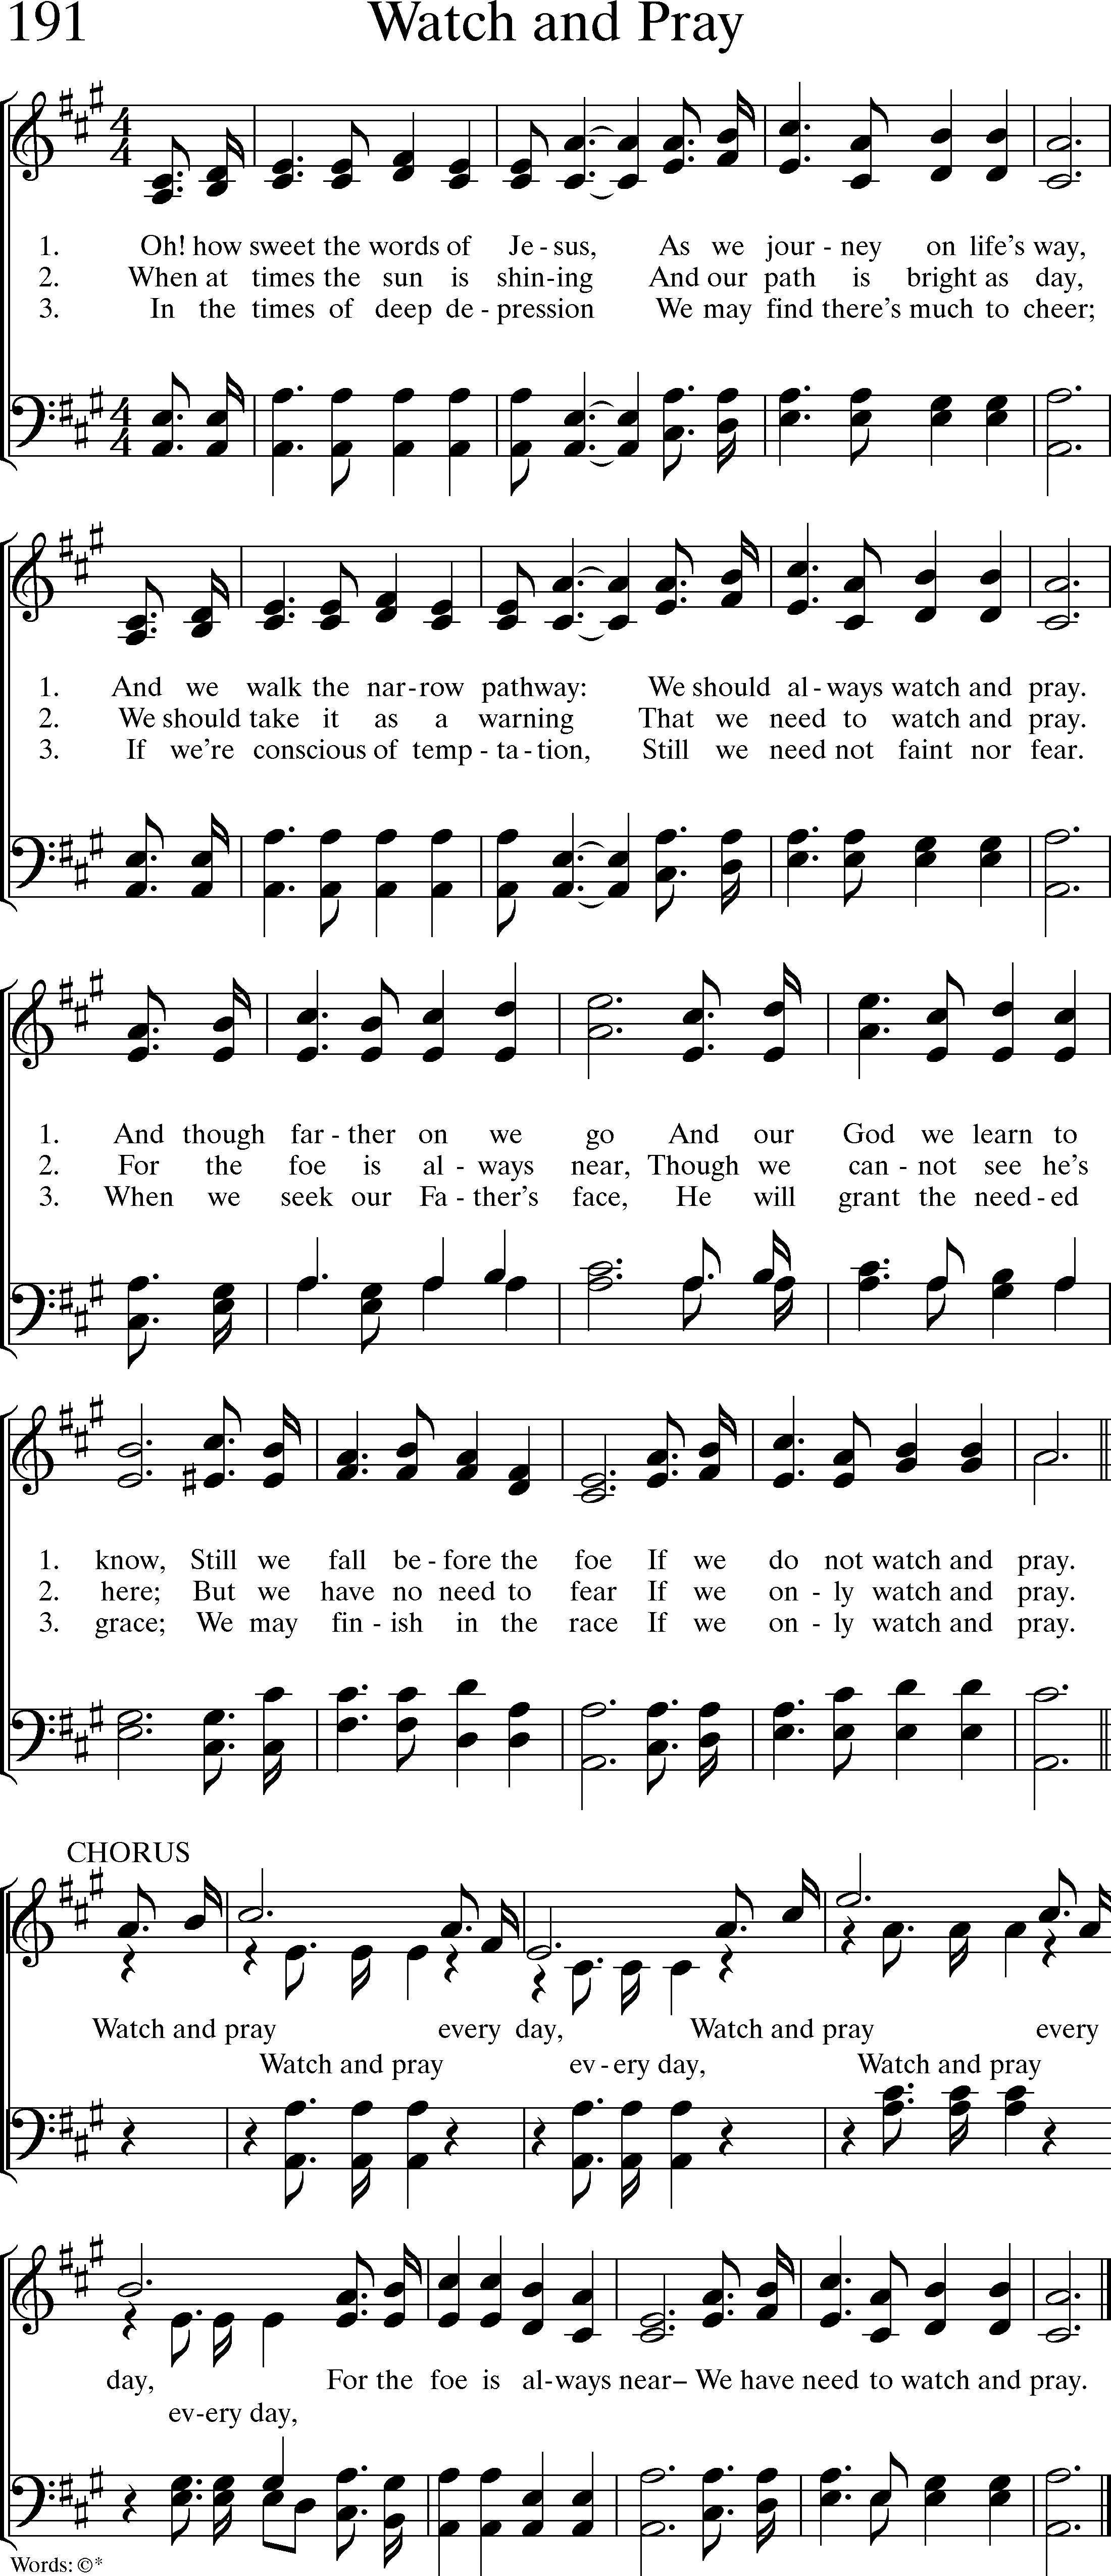 191 Watch and Pray
1. Oh! how sweet the words of Je - sus, As we jour - ney on life's way,
2. When at times the sun is shin-ing And our path is bright as day,
3. In the times of deep de - pression We may find there's much to cheer;
1. And we walk the nar-row pathway: We should al - ways watch and pray.
2. We should take it as a warning That we need to watch and pray.
3. If we're conscious of temp - ta - tion, Still we need not faint nor fear.
1. And though far - ther on we go And our God we learn to
2. For the foe is al - ways near, Though we can - not see he's
3. When we seek our Fa - ther's face, He will grant the need - ed
1. know, Still we fall be - fore the foe If we do not watch and pray.
2. here; But we have no need to fear If we on - ly watch and pray.
3. grace; We may fin - ish in the race If we on - ly watch and pray.
CHORUS
Watch and pray every day, Watch and pray every
Watch and pray ev - ery day, Watch and pray
day, For the foe is al-ways near– We have need to watch and pray.
ev-ery day,
Words: ©*